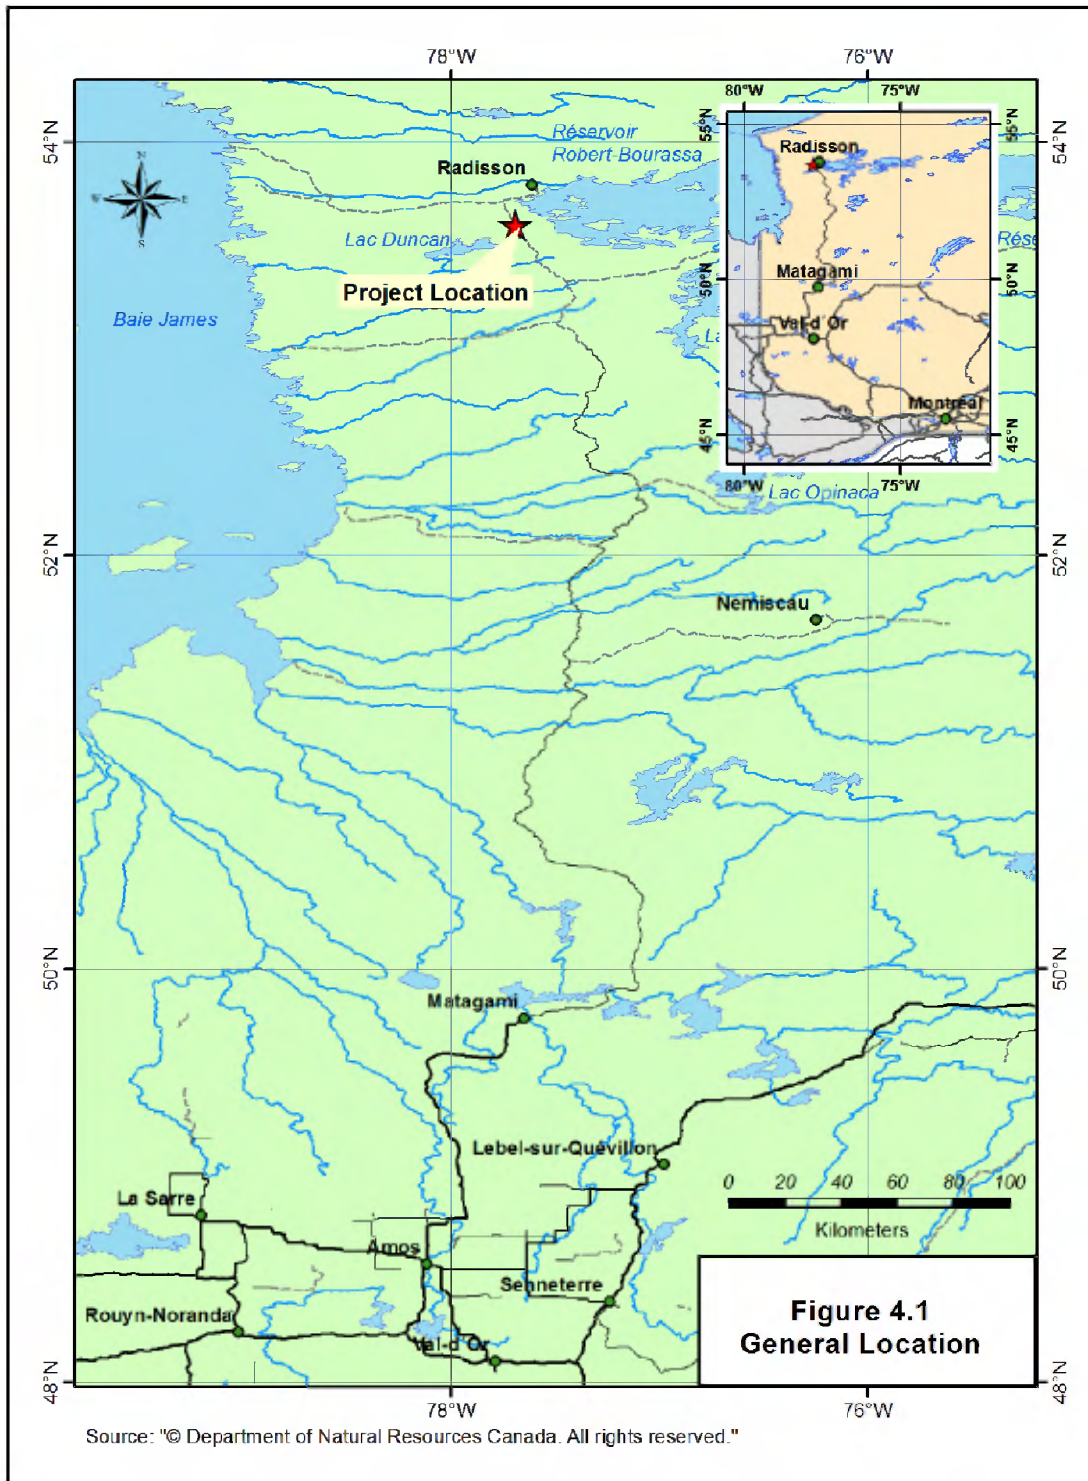 78°W
76°W
54°N
54°N
N
W
E
S
Réservoir
Robert-Bourassa
Radisson
Lac Duncan
Project Location
Baie James
80°W
75°W
55°N
55°N
Radisson
50°N
50°N
Matagami
Val-d'Or
Montréal
45°N
45°N
80°W
75°W
Rése
La
Lac Opinaca
52°N
52°N
Nemiscau
50°N
50°N
Matagami
Lebel-sur-Quévillon
La Sarre
Amos
Senneterre
Rouyn-Noranda
Val-d'Or
0 20 40 60 80 100
Kilometers
Figure 4.1
General Location
48°N
48°N
78°W
76°W
Source: "© Department of Natural Resources Canada. All rights reserved."